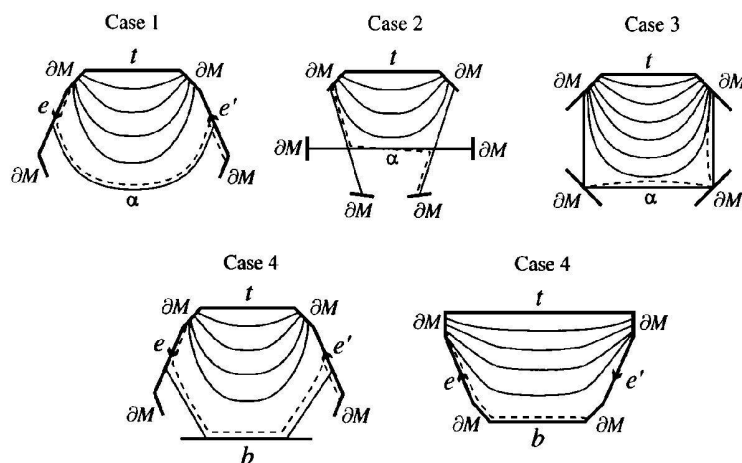 Case 1 Case 2 Case 3
t t t
∂M ∂M ∂M ∂M ∂M ∂M
e e'
∂M ∂M
α
∂M α ∂M
∂M ∂M
∂M α ∂M
Case 4 Case 4
t t
∂M ∂M ∂M ∂M
e e' e e'
∂M ∂M ∂M ∂M
b b